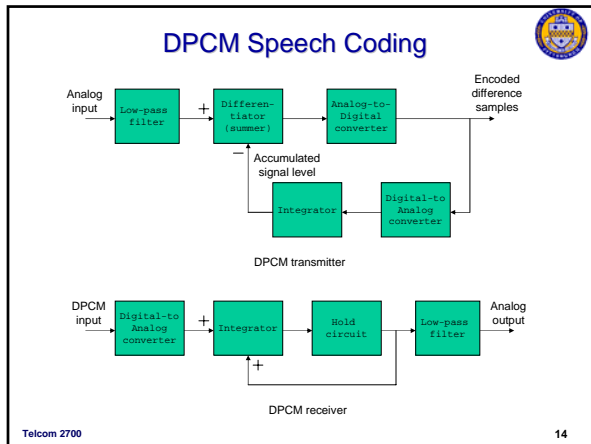 DPCM Speech Coding
Analog
input
Low-pass
filter
+
Differen-
tiator
(summer)
Analog-to-
Digital
converter
Encoded
difference
samples
−
Accumulated
signal level
Integrator
Digital-to
Analog
converter
DPCM transmitter
DPCM
input
Digital-to
Analog
converter
+
Integrator
+
Hold
circuit
Low-pass
filter
Analog
output
DPCM receiver
Telcom 2700
14